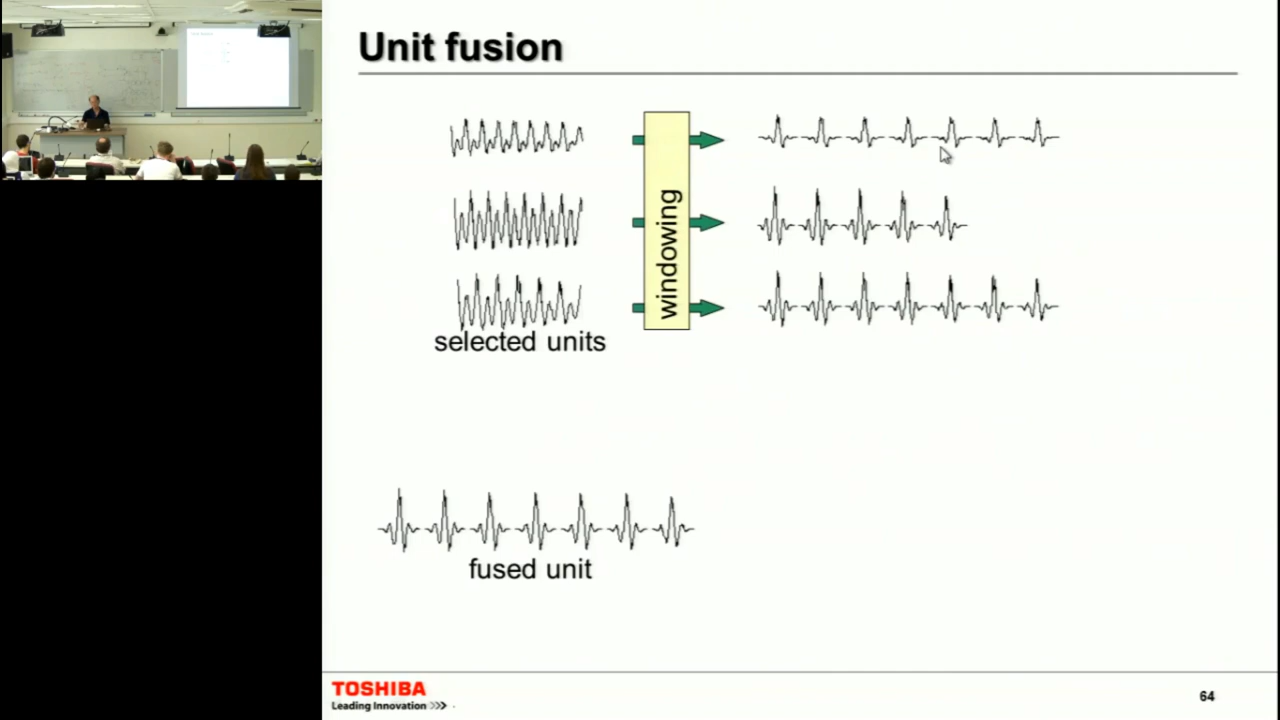 Unit fusion
windowing
selected units
fused unit
TOSHIBA
Leading Innovation >>>
64